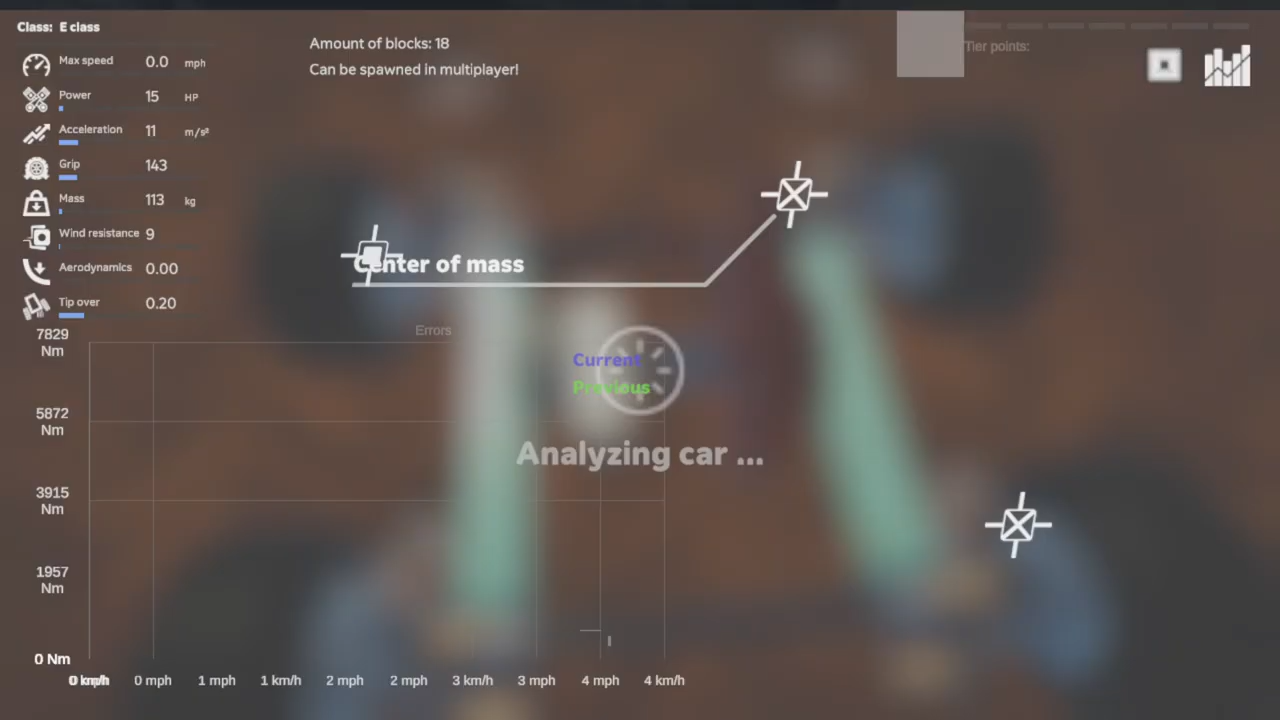 Class: E class
Max speed 0.0 mph
Power 15 HP
Acceleration 11 m/s²
Grip 143
Mass 113 kg
Wind resistance 9
Aerodynamics 0.00
Tip over 0.20
Amount of blocks: 18
Can be spawned in multiplayer!
Tier points:
Center of mass
Errors
Current
Previous
Analyzing car ...
7829 Nm
5872 Nm
3915 Nm
1957 Nm
0 Nm
0 mph 1 mph 1 km/h 2 mph 2 mph 3 km/h 3 mph 4 mph 4 km/h